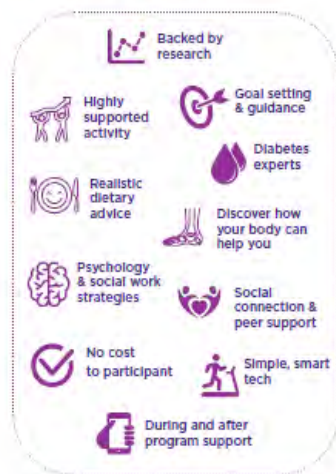 Backed by
research
Highly
supported
activity
Goal setting
& guidance
Diabetes
experts
Realistic
dietary
advice
Discover how
your body can
help you
Psychology
& social work
strategies
Social
connection &
peer support
No cost
to participant
Simple, smart
tech
During and after
program support